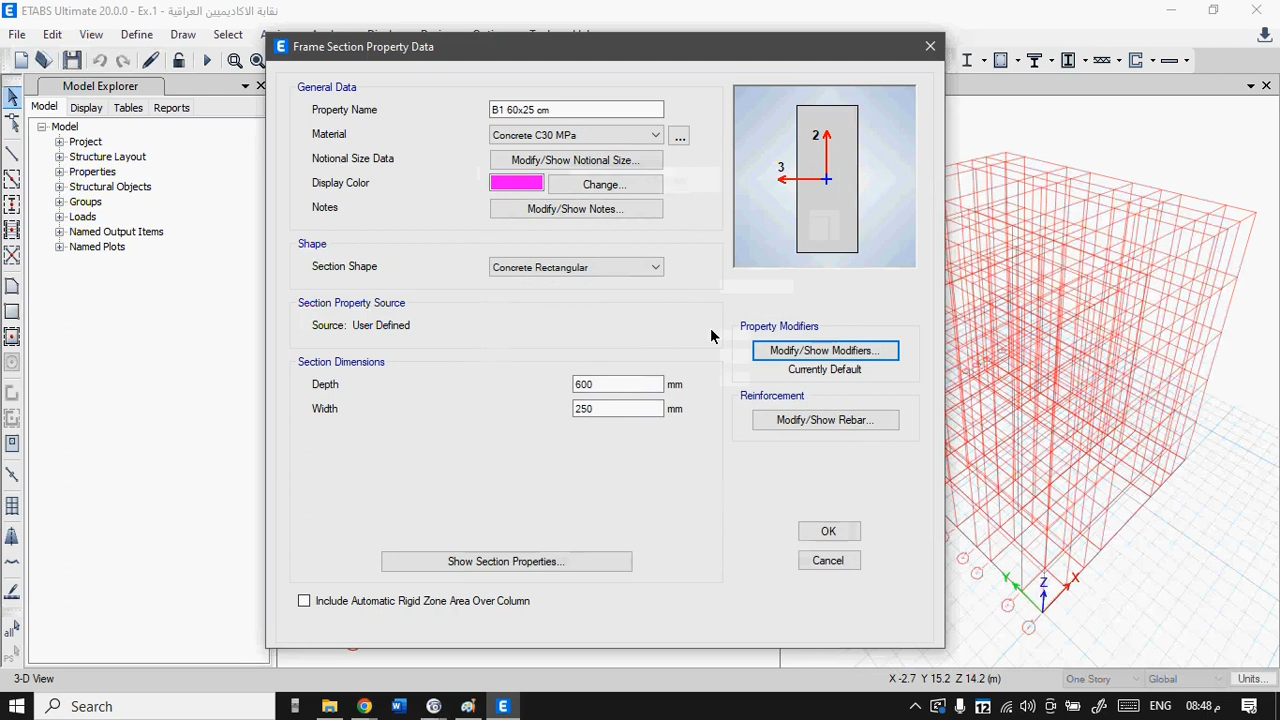 ETABS Ultimate 20.0.0 - Ex.1 - نقابة الاكاديميين العراقية
File Edit View Define Draw Select
Frame Section Property Data
Model Explorer
Model Display Tables Reports
Model
Project
Structure Layout
Properties
Structural Objects
Groups
Loads
Named Output Items
Named Plots
General Data
Property Name B1 60x25 cm
Material Concrete C30 MPa ...
Notional Size Data Modify/Show Notional Size...
Display Color Change...
Notes Modify/Show Notes...
Shape
Section Shape Concrete Rectangular
Section Property Source
Source: User Defined
Section Dimensions
Depth 600 mm
Width 250 mm
Show Section Properties...
Include Automatic Rigid Zone Area Over Column
2
3
Property Modifiers
Modify/Show Modifiers...
Currently Default
Reinforcement
Modify/Show Rebar...
OK
Cancel
Y Z X
3-D View X -2.7 Y 15.2 Z 14.2 (m) One Story Global Units...
Search 12 ENG 08:48 م